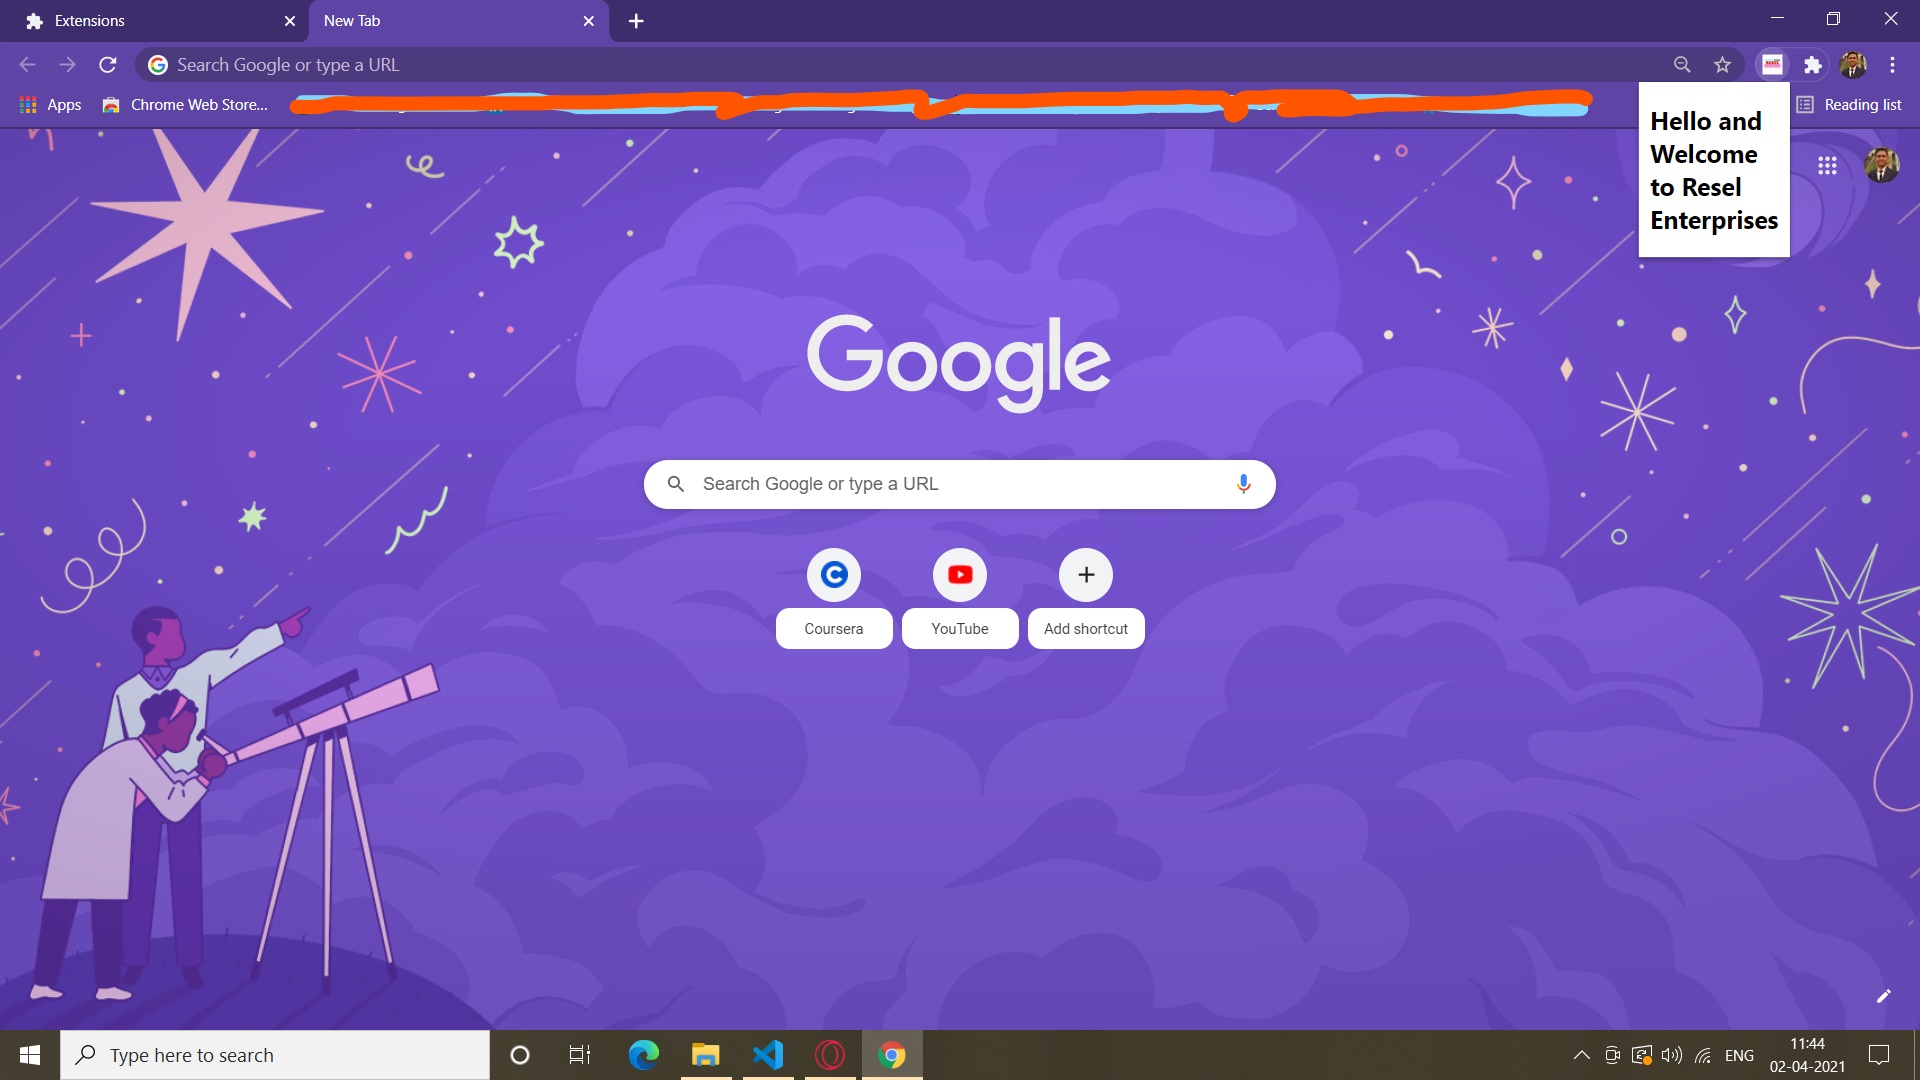 Extensions
New Tab
Search Google or type a URL
Apps
Chrome Web Store...
Reading list
Hello and
Welcome
to Resel
Enterprises
Google
Search Google or type a URL
Coursera
YouTube
Add shortcut
Type here to search
ENG
11:44
02-04-2021